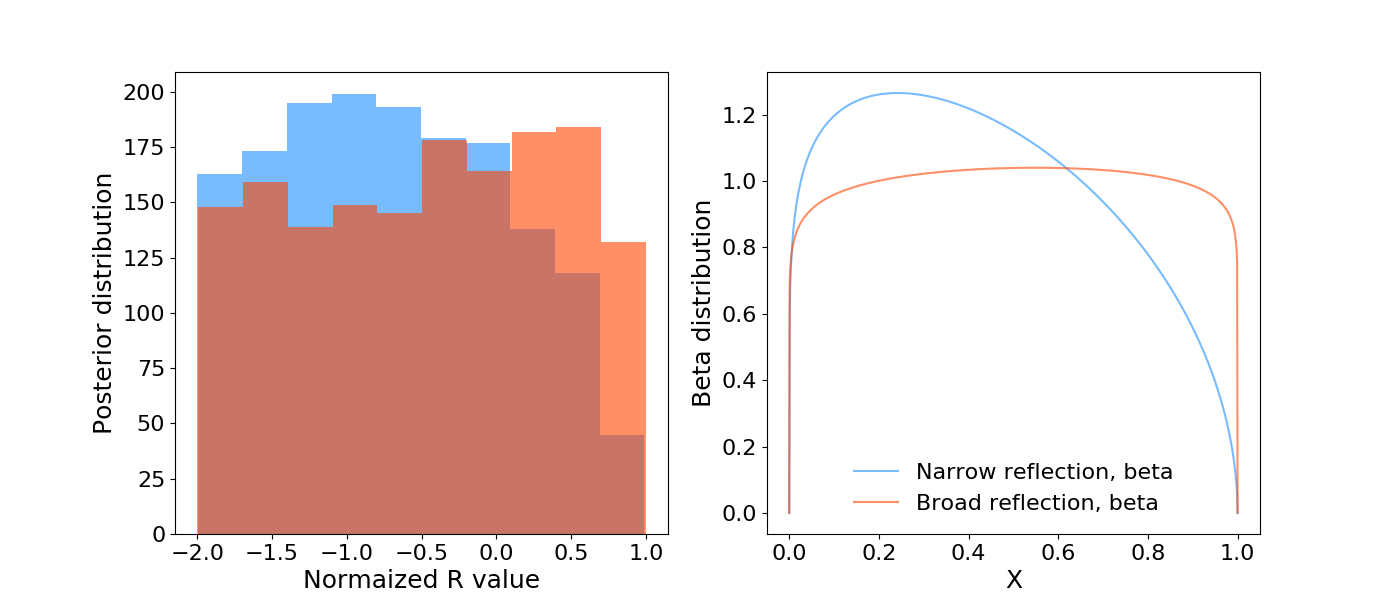 Posterior distribution
200
175
150
125
100
75
50
25
0
−2.0 −1.5 −1.0 −0.5 0.0 0.5 1.0
Normaized R value
Beta distribution
1.2
1.0
0.8
0.6
0.4
0.2
0.0
Narrow reflection, beta
Broad reflection, beta
0.0 0.2 0.4 0.6 0.8 1.0
X